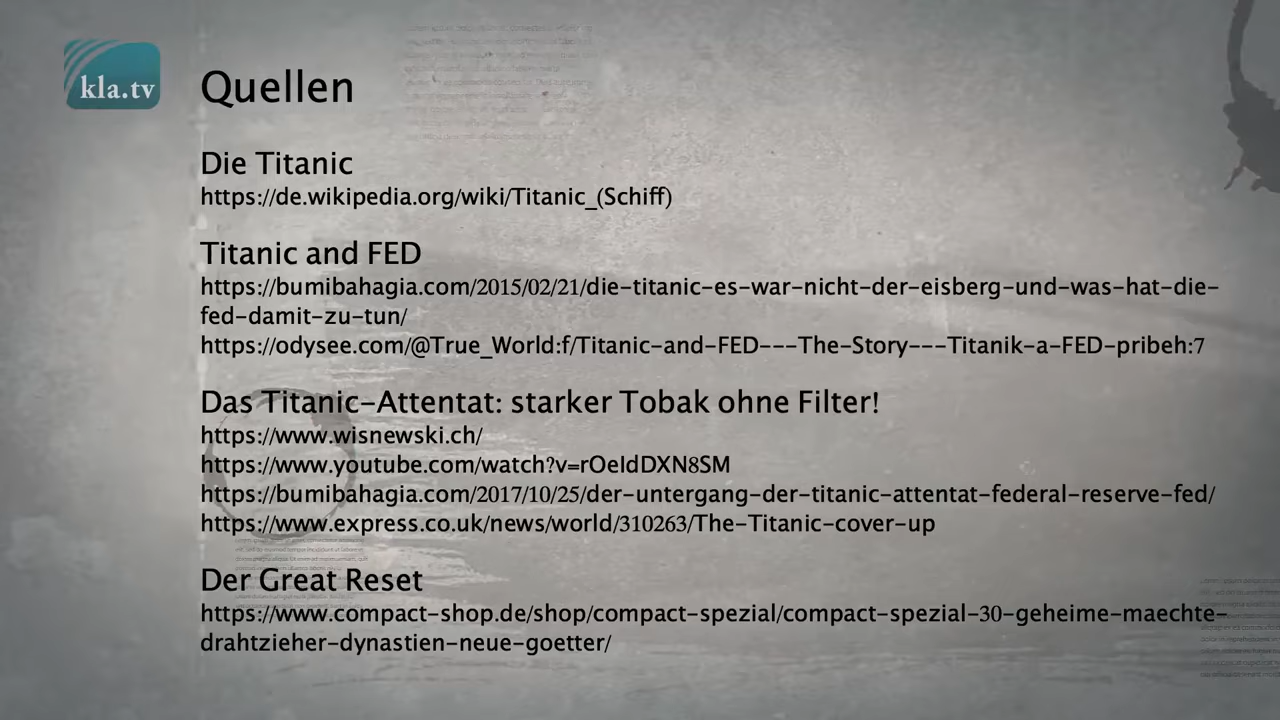 kla.tv
Quellen
Die Titanic
https://de.wikipedia.org/wiki/Titanic_(Schiff)
Titanic and FED
https://bumibahagia.com/2015/02/21/die-titanic-es-war-nicht-der-eisberg-und-was-hat-die-
fed-damit-zu-tun/
https://odysee.com/@True_World:f/Titanic-and-FED---The-Story---Titanik-a-FED-pribeh:7
Das Titanic-Attentat: starker Tobak ohne Filter!
https://www.wisnewski.ch/
https://www.youtube.com/watch?v=rOeIdDXN8SM
https://bumibahagia.com/2017/10/25/der-untergang-der-titanic-attentat-federal-reserve-fed/
https://www.express.co.uk/news/world/310263/The-Titanic-cover-up
Der Great Reset
https://www.compact-shop.de/shop/compact-spezial/compact-spezial-30-geheime-maechte-
drahtzieher-dynastien-neue-goetter/